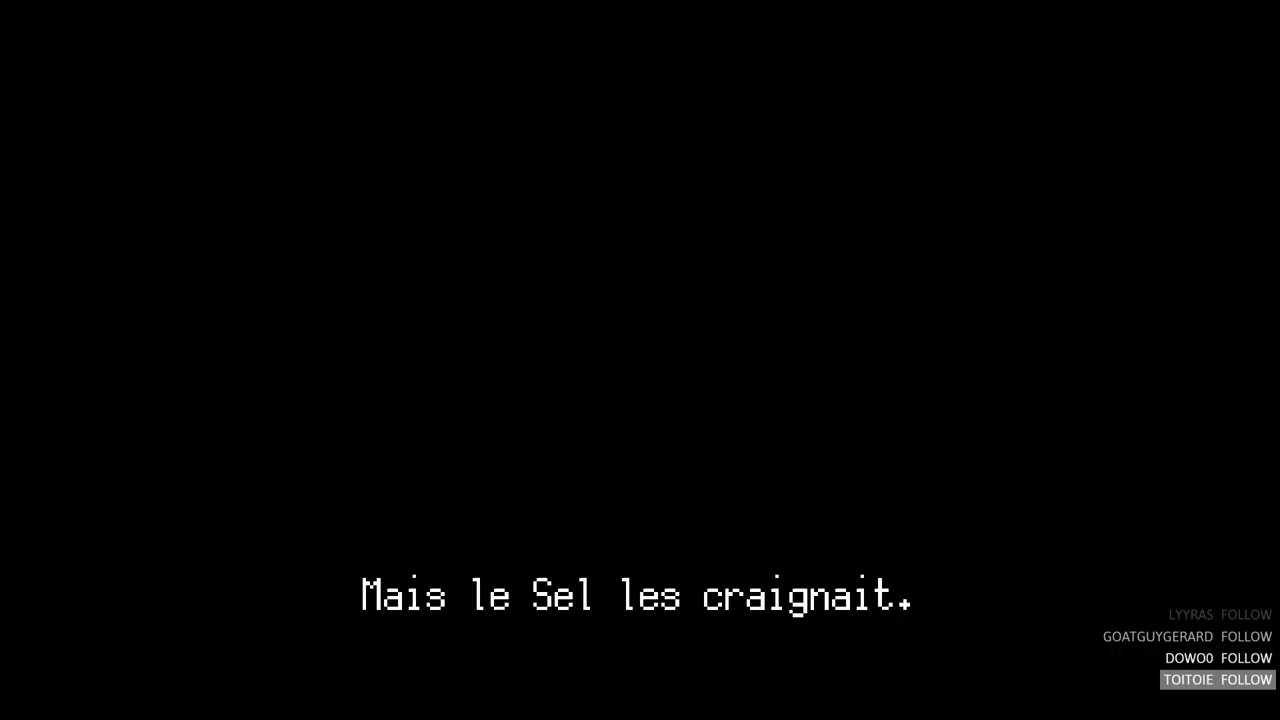 Mais le Sel les craignait.
LYYRAS FOLLOW
GOATGUYGERARD FOLLOW
DOWO0 FOLLOW
TOITOIE FOLLOW